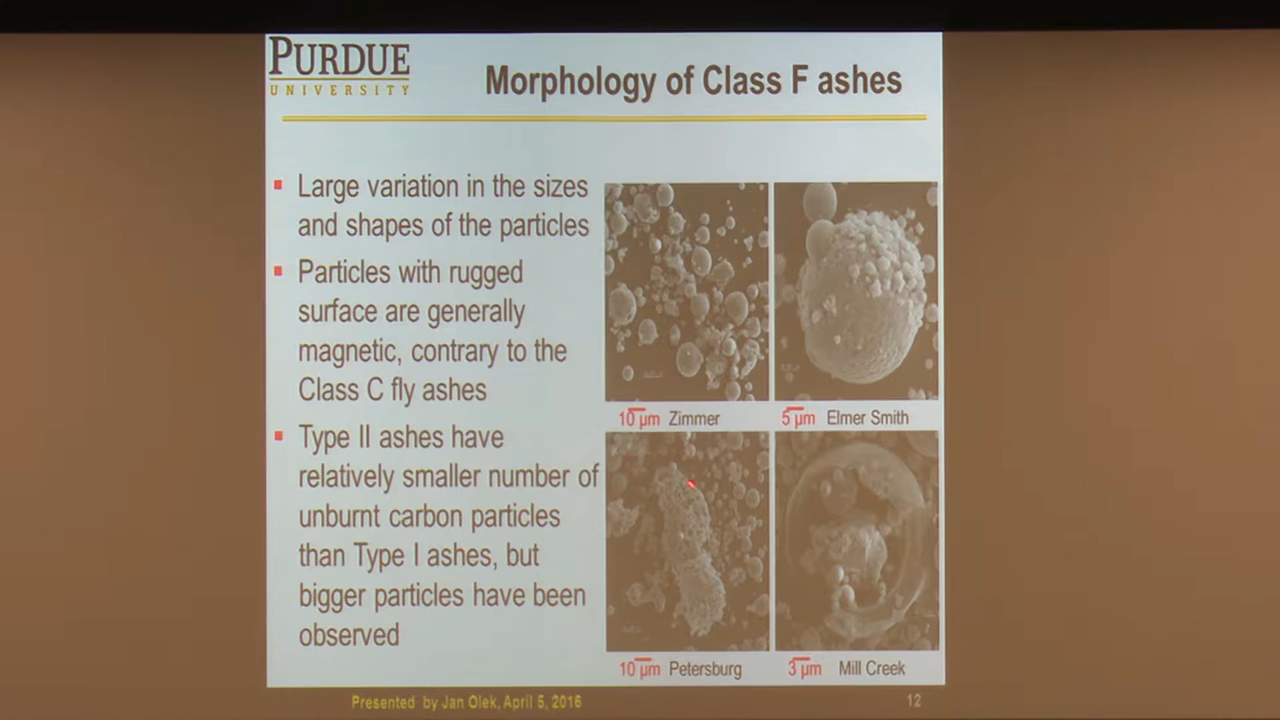 PURDUE
UNIVERSITY
Morphology of Class F ashes
Large variation in the sizes
and shapes of the particles
Particles with rugged
surface are generally
magnetic, contrary to the
Class C fly ashes
Type II ashes have
relatively smaller number of
unburnt carbon particles
than Type I ashes, but
bigger particles have been
observed
10 μm Zimmer
5 μm Elmer Smith
10 μm Petersburg
3 μm Mill Creek
Presented by Jan Olek, April 5, 2016
12